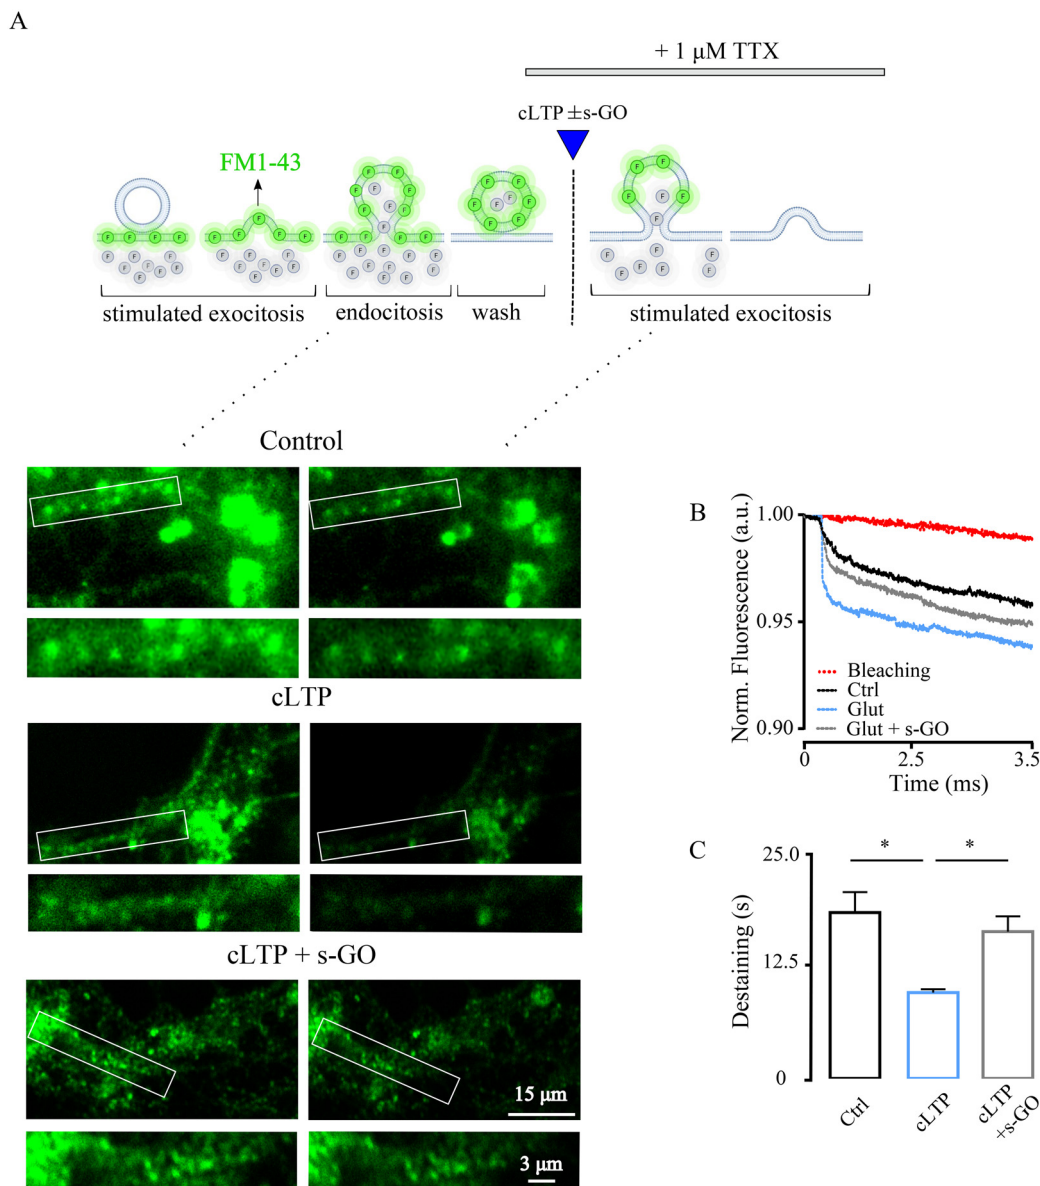 A
+ 1 μM TTX
cLTP ±s-GO
FM1-43
F F F F F F F F F F F F
stimulated exocitosis
endocitosis
wash
stimulated exocitosis
Control
cLTP
cLTP + s-GO
15 μm
3 μm
B
Norm. Fluorescence (a.u.)
1.00
0.95
0.90
Bleaching
Ctrl
Glut
Glut + s-GO
0
2.5
3.5
Time (ms)
C
Destaining (s)
25.0
12.5
0
*
*
Ctrl
cLTP
cLTP
+s-GO